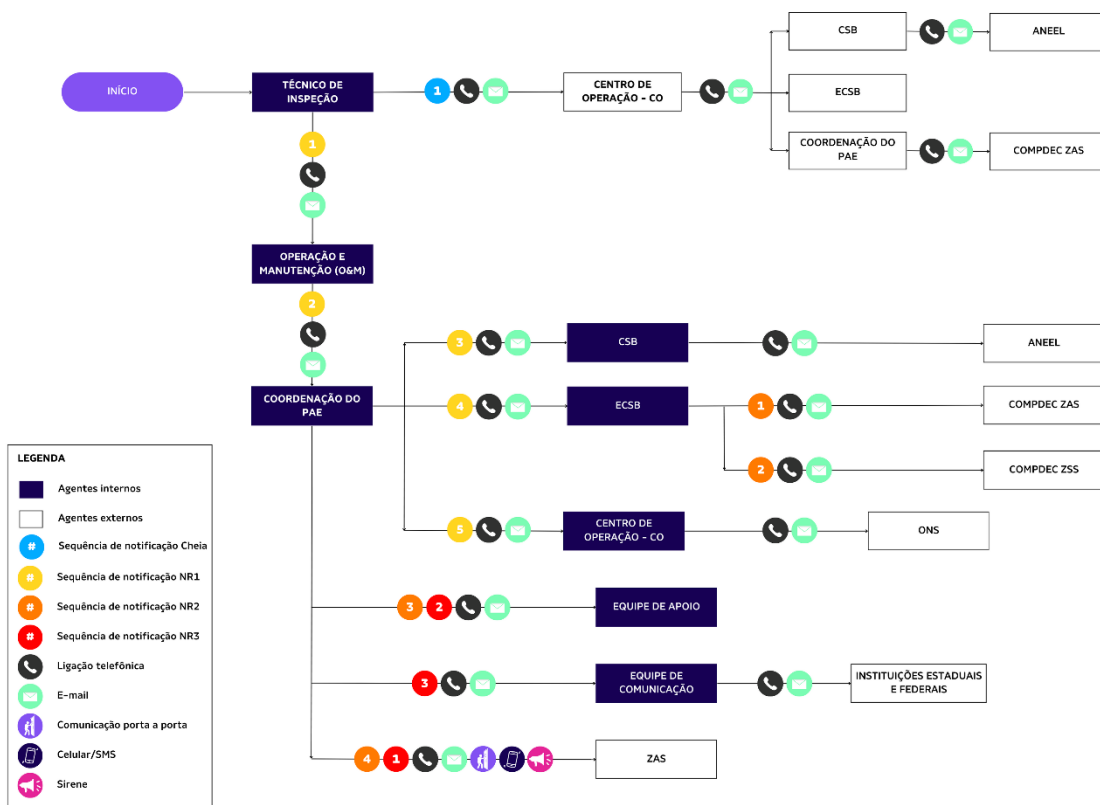 CSB
ANEEL
INÍCIO
TÉCNICO DE
INSPEÇÃO
1
CENTRO DE
OPERAÇÃO - CO
ECSB
COORDENAÇÃO DO
PAE
COMPDEC ZAS
1
OPERAÇÃO E
MANUTENÇÃO (O&M)
2
COORDENAÇÃO DO
PAE
3
CSB
ANEEL
4
ECSB
1
COMPDEC ZAS
2
COMPDEC ZSS
5
CENTRO DE
OPERAÇÃO - CO
ONS
3
2
EQUIPE DE APOIO
3
EQUIPE DE
COMUNICAÇÃO
INSTITUIÇÕES ESTADUAIS
E FEDERAIS
4
1
ZAS
LEGENDA
Agentes internos
Agentes externos
# Sequência de notificação Cheia
# Sequência de notificação NR1
# Sequência de notificação NR2
# Sequência de notificação NR3
Ligação telefônica
E-mail
Comunicação porta a porta
Celular/SMS
Sirene